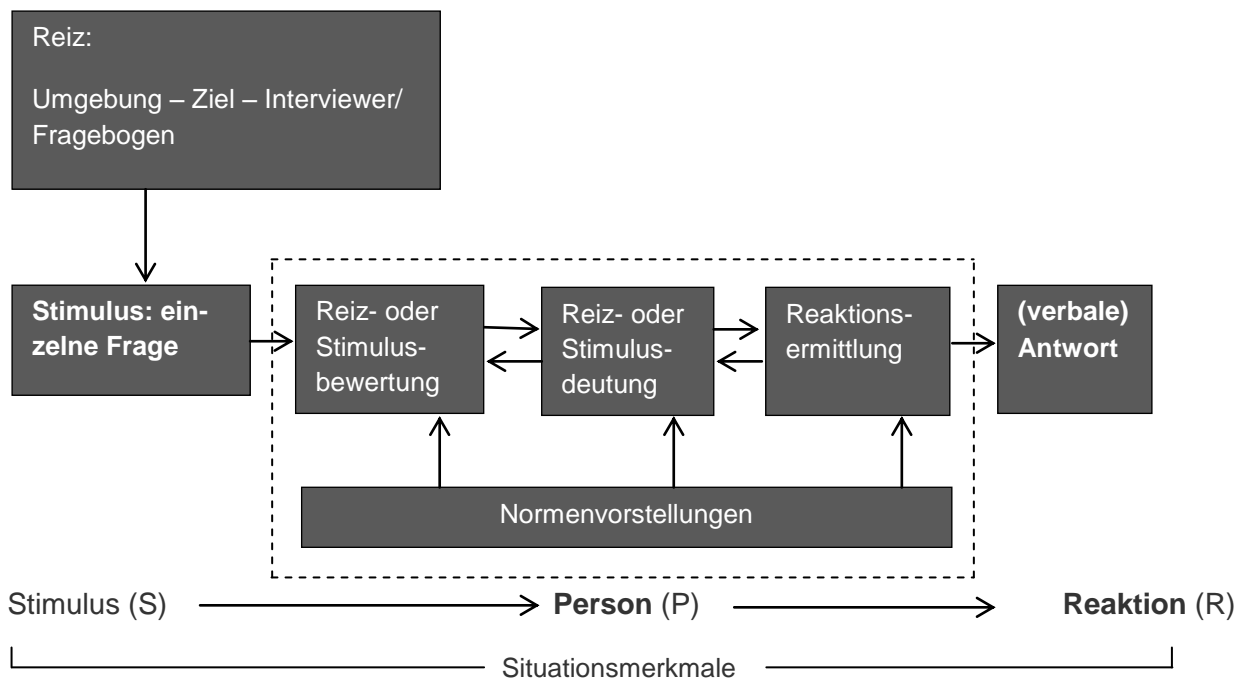 Reiz:
Umgebung – Ziel – Interviewer/
Fragebogen
Stimulus: ein-
zelne Frage
Reiz- oder
Stimulus-
bewertung
Reiz- oder
Stimulus-
deutung
Reaktions-
ermittlung
(verbale)
Antwort
Normenvorstellungen
Stimulus (S)
Person (P)
Reaktion (R)
Situationsmerkmale